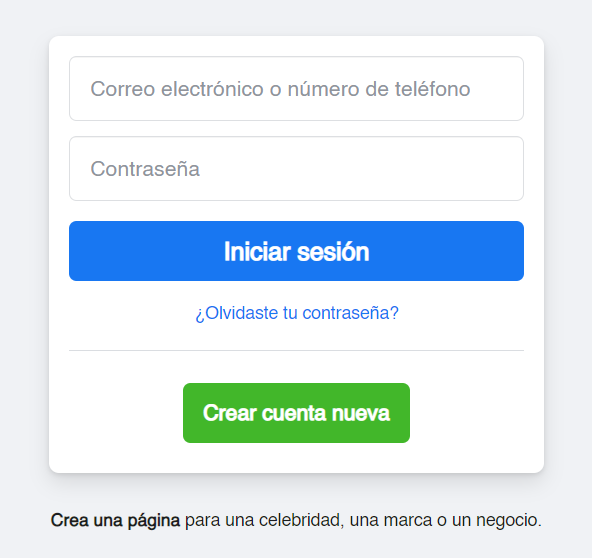 Correo electrónico o número de teléfono
Contraseña
Iniciar sesión
¿Olvidaste tu contraseña?
Crear cuenta nueva
Crea una página para una celebridad, una marca o un negocio.